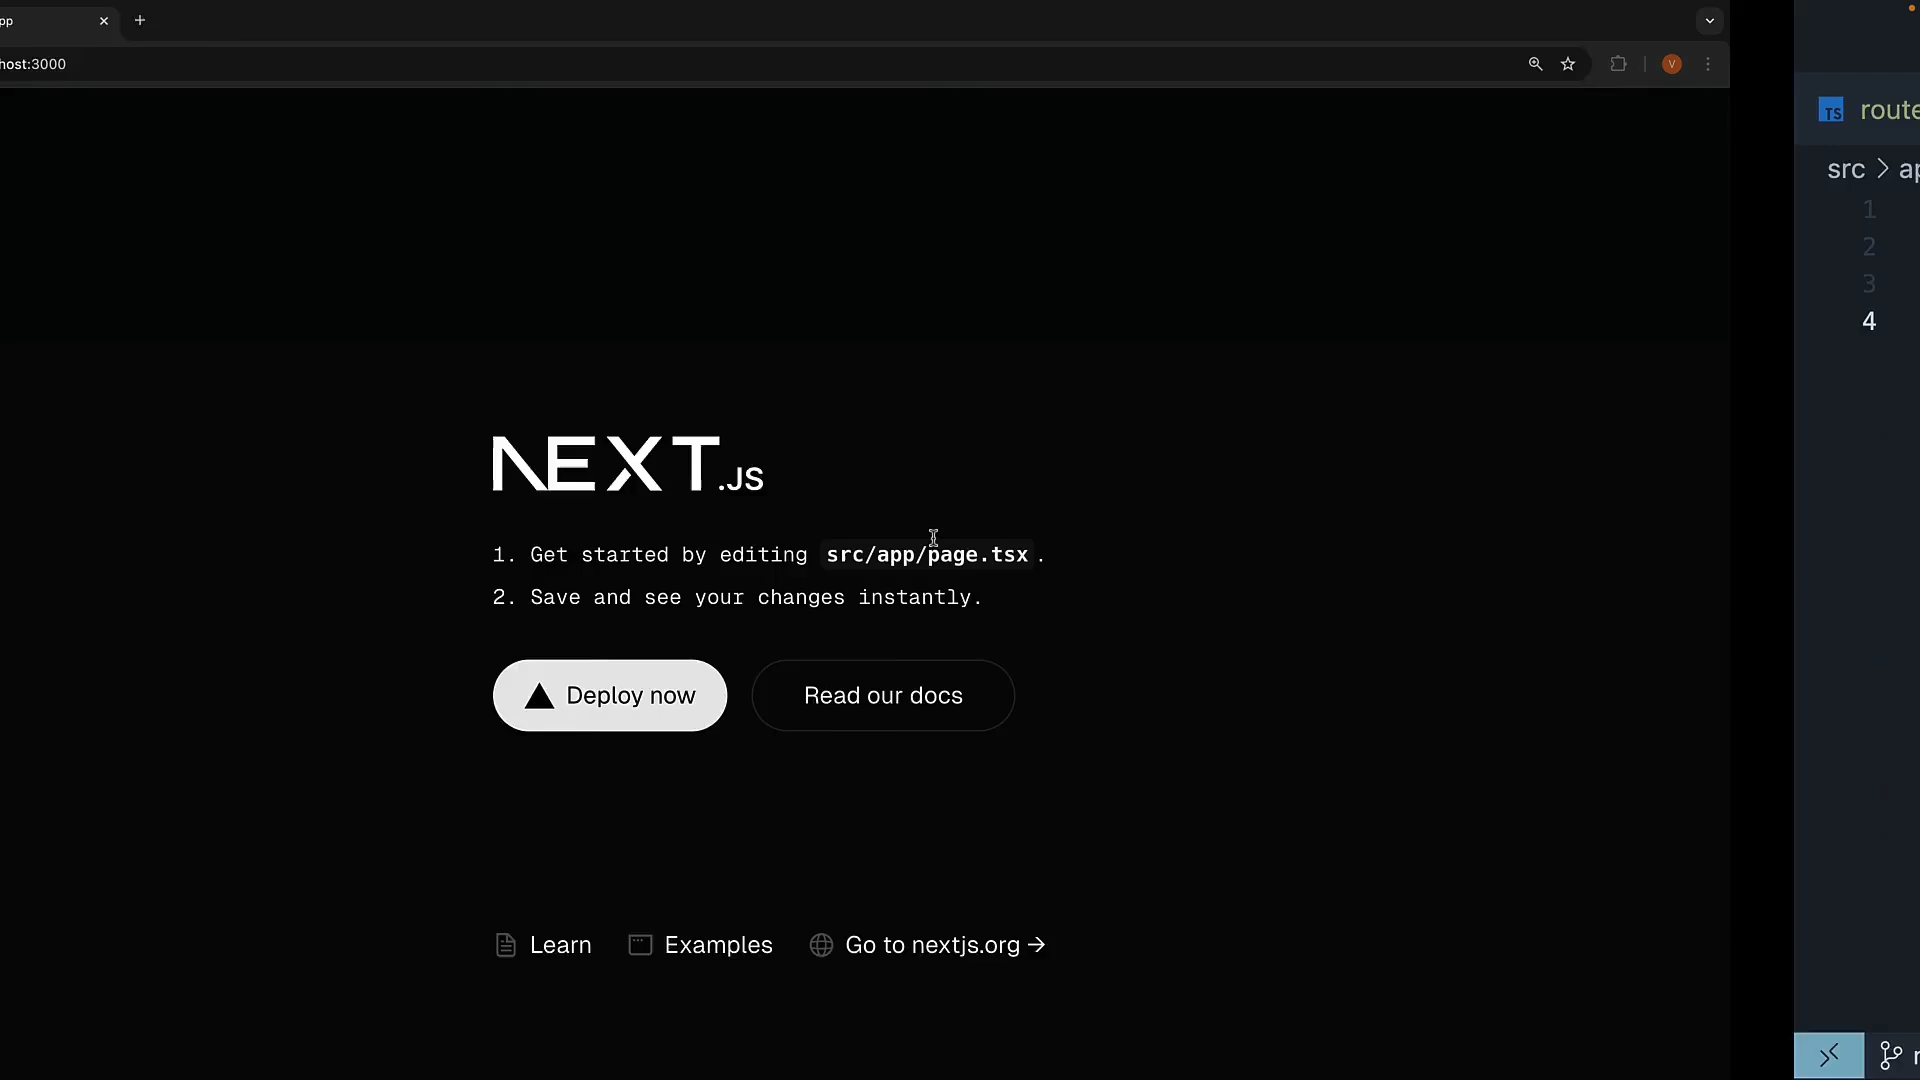 pp
host:3000
V
TS route
src > ap
1
2
3
4
NEXT.JS
1. Get started by editing src/app/page.tsx.
2. Save and see your changes instantly.
Deploy now
Read our docs
Learn
Examples
Go to nextjs.org →